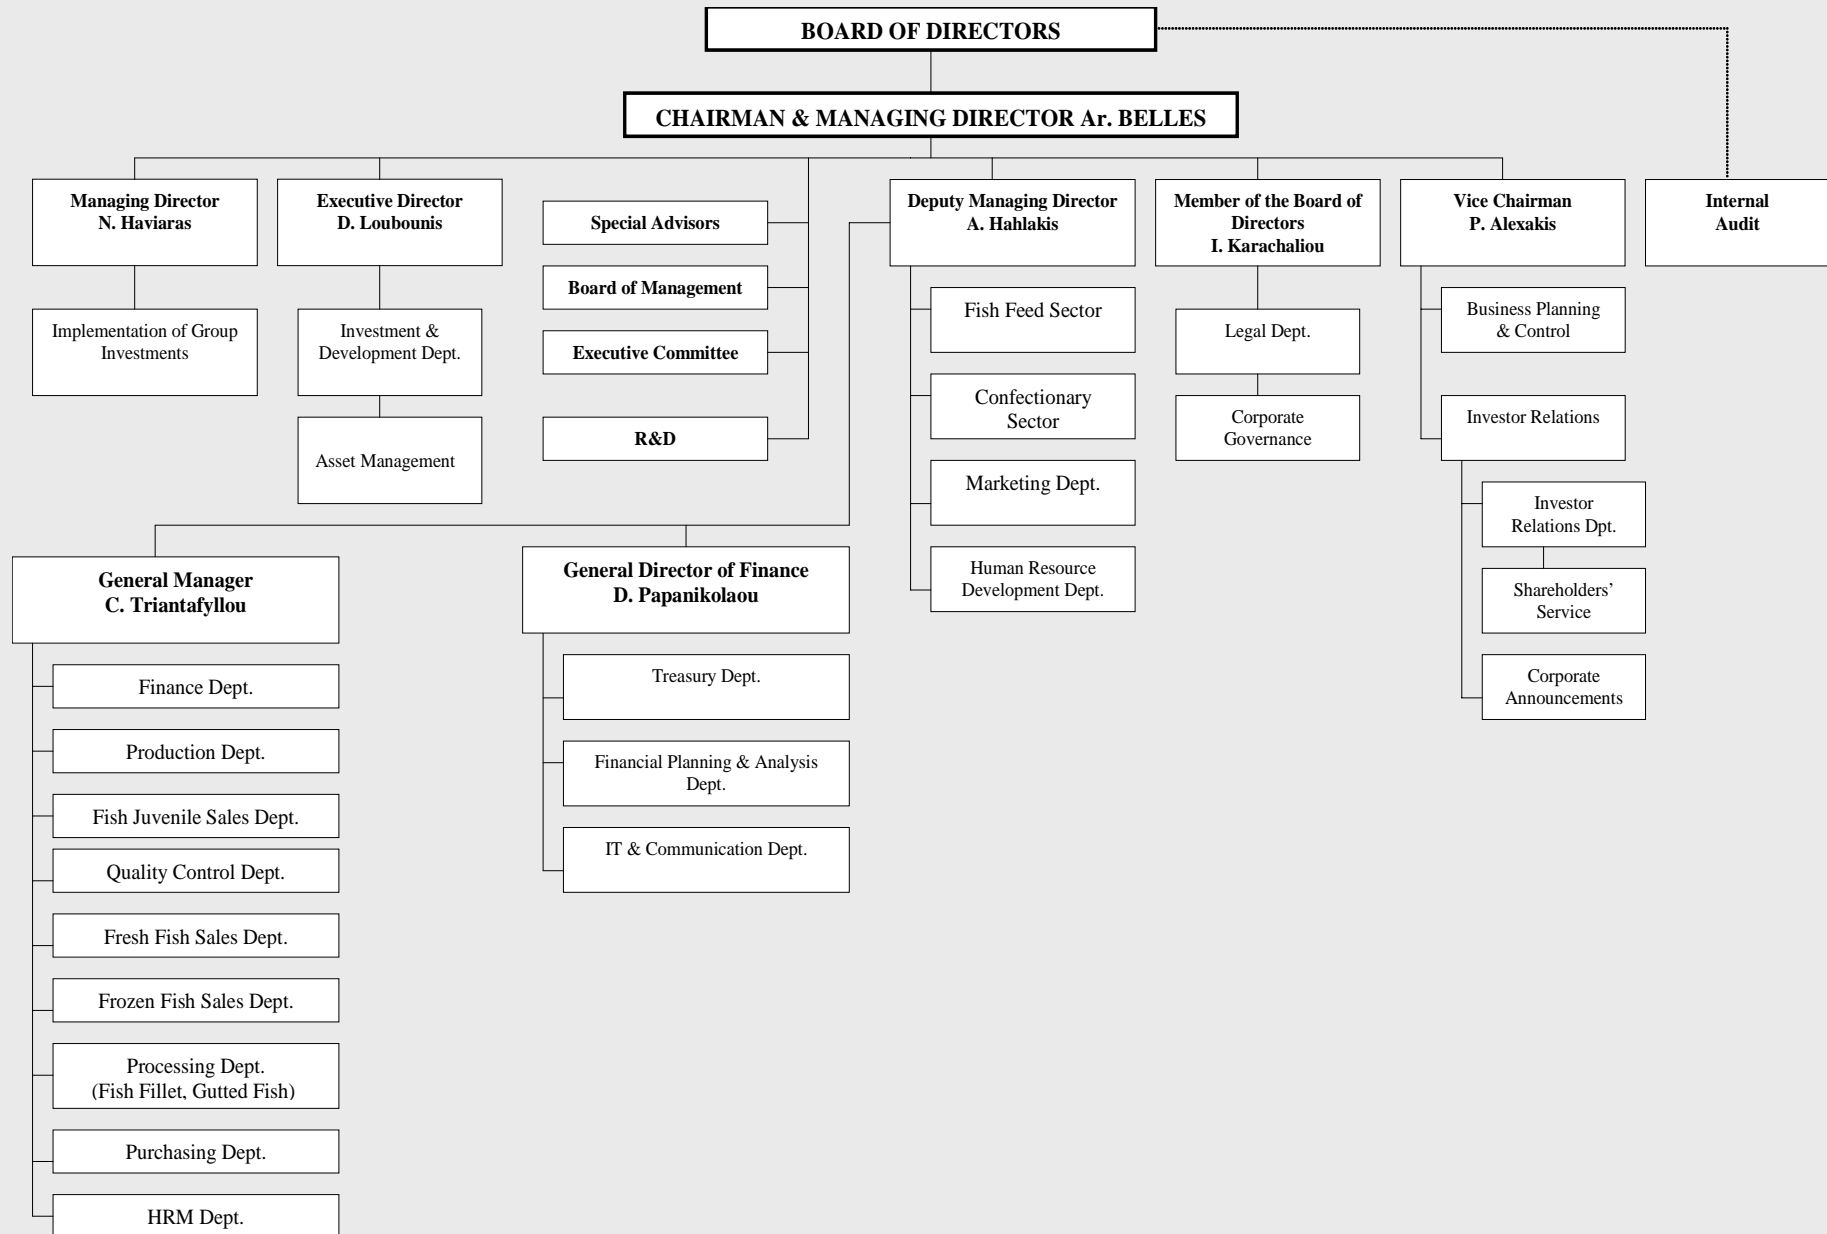 BOARD OF DIRECTORS
CHAIRMAN & MANAGING DIRECTOR Ar. BELLES
Managing Director
N. Haviaras
Implementation of Group
Investments
Executive Director
D. Loubounis
Investment &
Development Dept.
Asset Management
Special Advisors
Board of Management
Executive Committee
R&D
Deputy Managing Director
A. Hahlakis
Fish Feed Sector
Confectionary
Sector
Marketing Dept.
Human Resource
Development Dept.
Member of the Board of
Directors
I. Karachaliou
Legal Dept.
Corporate
Governance
Vice Chairman
P. Alexakis
Business Planning
& Control
Investor Relations
Investor
Relations Dpt.
Shareholders’
Service
Corporate
Announcements
Internal
Audit
General Manager
C. Triantafyllou
Finance Dept.
Production Dept.
Fish Juvenile Sales Dept.
Quality Control Dept.
Fresh Fish Sales Dept.
Frozen Fish Sales Dept.
Processing Dept.
(Fish Fillet, Gutted Fish)
Purchasing Dept.
HRM Dept.
General Director of Finance
D. Papanikolaou
Treasury Dept.
Financial Planning & Analysis
Dept.
IT & Communication Dept.